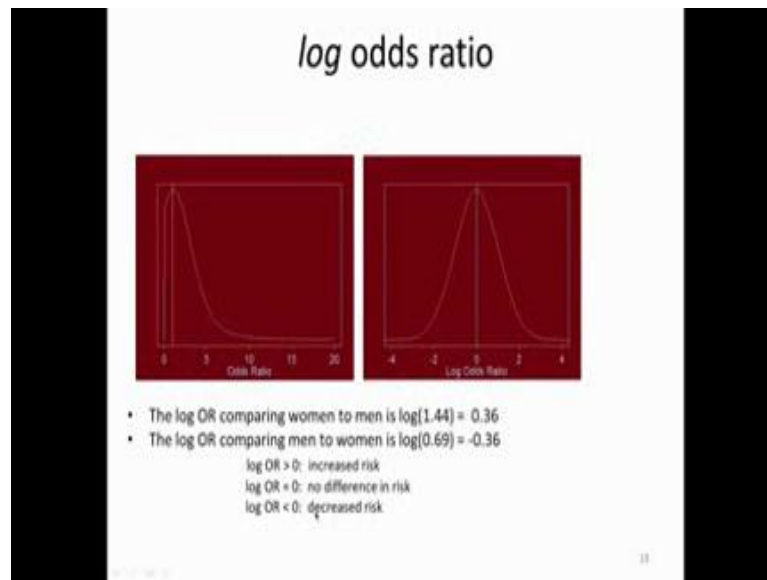 log odds ratio
0 5 10 15 20
Odds Ratio
-4 -2 0 2 4
Log Odds Ratio
• The log OR comparing women to men is log(1.44) = 0.36
• The log OR comparing men to women is log(0.69) = -0.36
log OR > 0: increased risk
log OR = 0: no difference in risk
log OR < 0: decreased risk